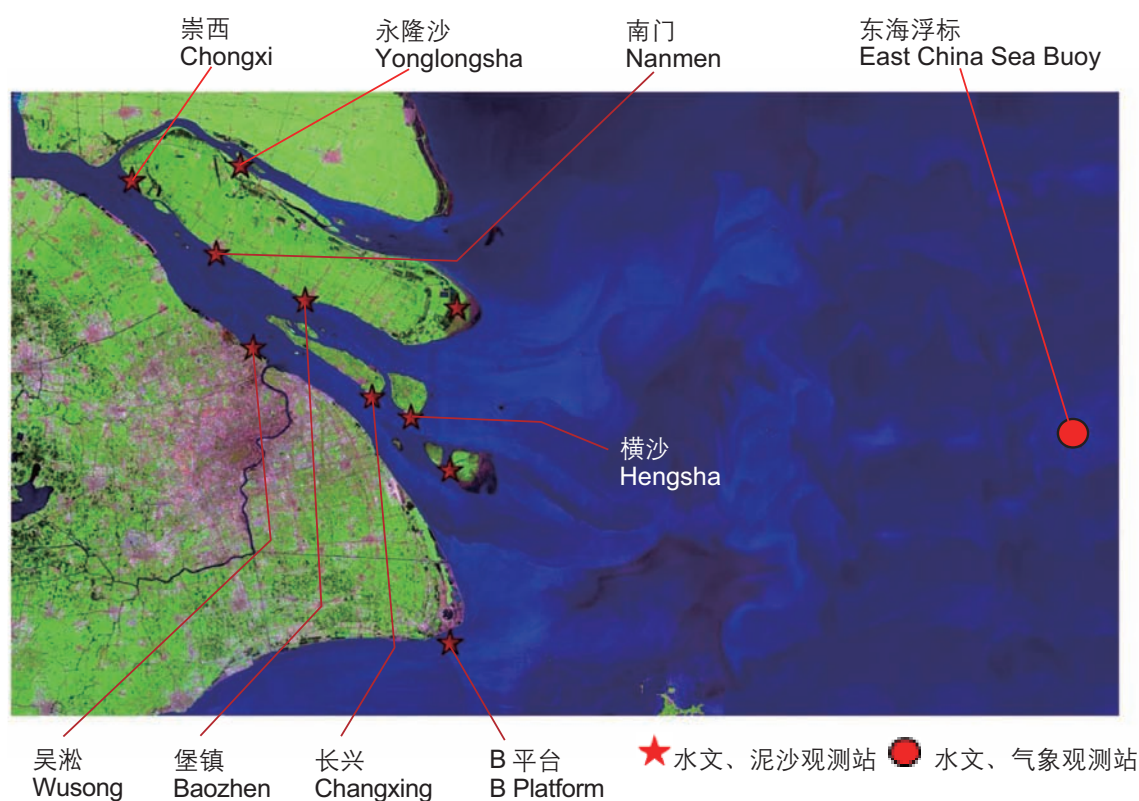 崇西
Chongxi
永隆沙
Yonglongsha
南门
Nanmen
东海浮标
East China Sea Buoy
横沙
Hengsha
吴淞
Wusong
堡镇
Baozhen
长兴
Changxing
B 平台
B Platform
水文、泥沙观测站
水文、气象观测站